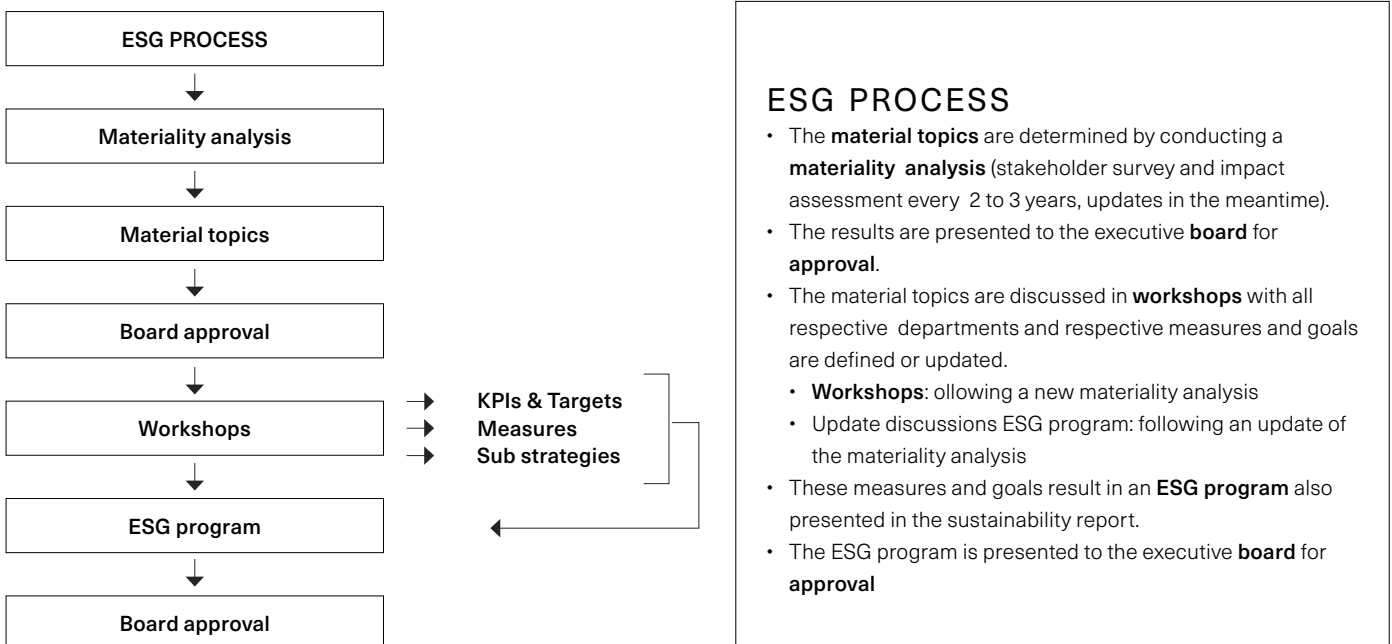 ESG PROCESS
Materiality analysis
Material topics
Board approval
Workshops
KPIs & Targets
Measures
Sub strategies
ESG program
Board approval
ESG PROCESS
• The material topics are determined by conducting a
materiality analysis (stakeholder survey and impact
assessment every 2 to 3 years, updates in the meantime).
• The results are presented to the executive board for
approval.
• The material topics are discussed in workshops with all
respective departments and respective measures and goals
are defined or updated.
• Workshops: ollowing a new materiality analysis
• Update discussions ESG program: following an update of
the materiality analysis
• These measures and goals result in an ESG program also
presented in the sustainability report.
• The ESG program is presented to the executive board for
approval